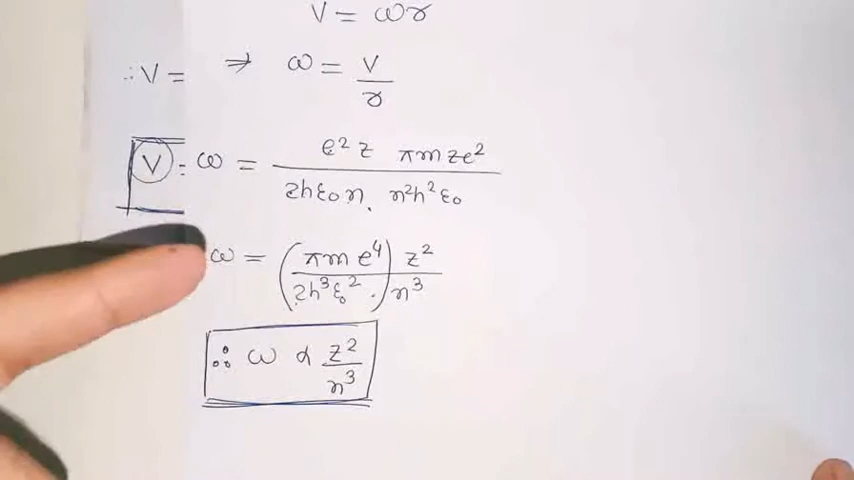 V = ωr
∴V = ⇒ ω = V/r
V = ω = e²z πmze² / 2hε₀n. n²h²ε₀
ω = (πme⁴ / 2h³ε₀².) z²/n³
∴ ω α z²/n³